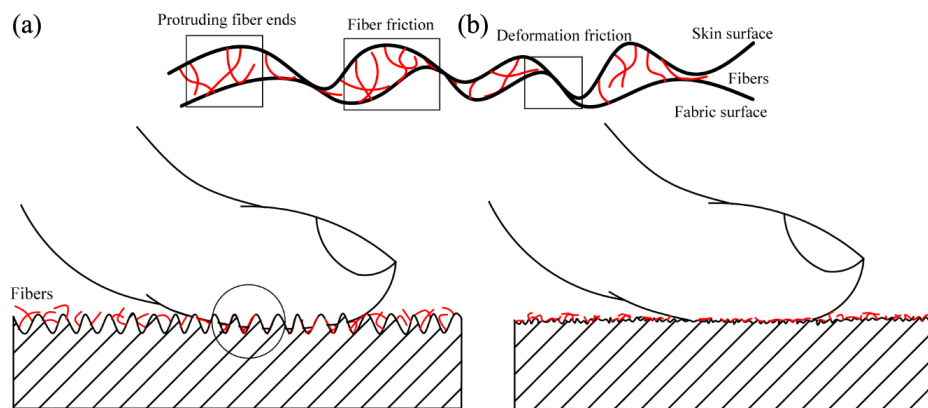 (a)
Protruding fiber ends
Fiber friction
Deformation friction
(b)
Skin surface
Fibers
Fabric surface
Fibers